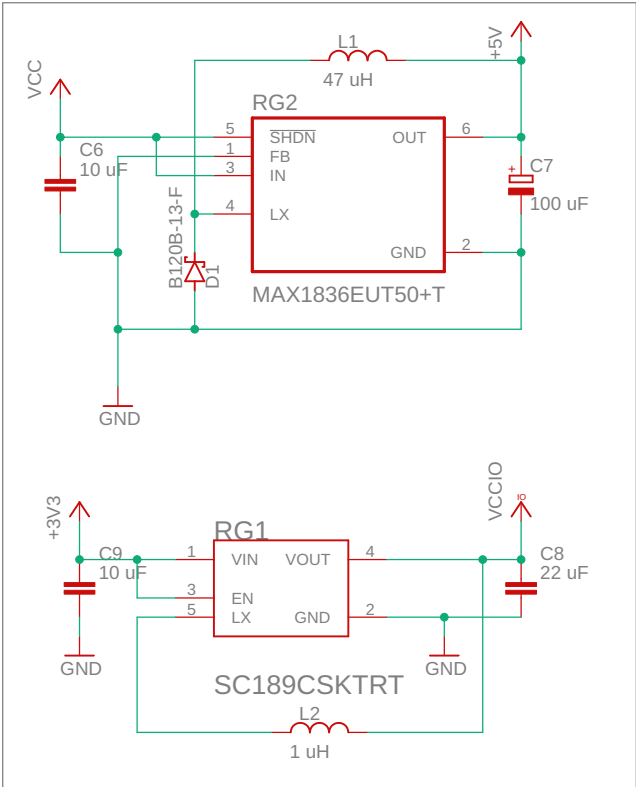 +5V
L1
47 uH
VCC
RG2
C6
10 uF
5
SHDN
1
FB
3
IN
4
LX
OUT
6
GND
2
+
C7
100 uF
B120B-13-F
D1
MAX1836EUT50+T
GND
+3V3
VCCIO
IO
RG1
C9
10 uF
1
VIN
VOUT
4
3
EN
5
LX
GND
2
C8
22 uF
GND
GND
SC189CSKTRT
L2
1 uH